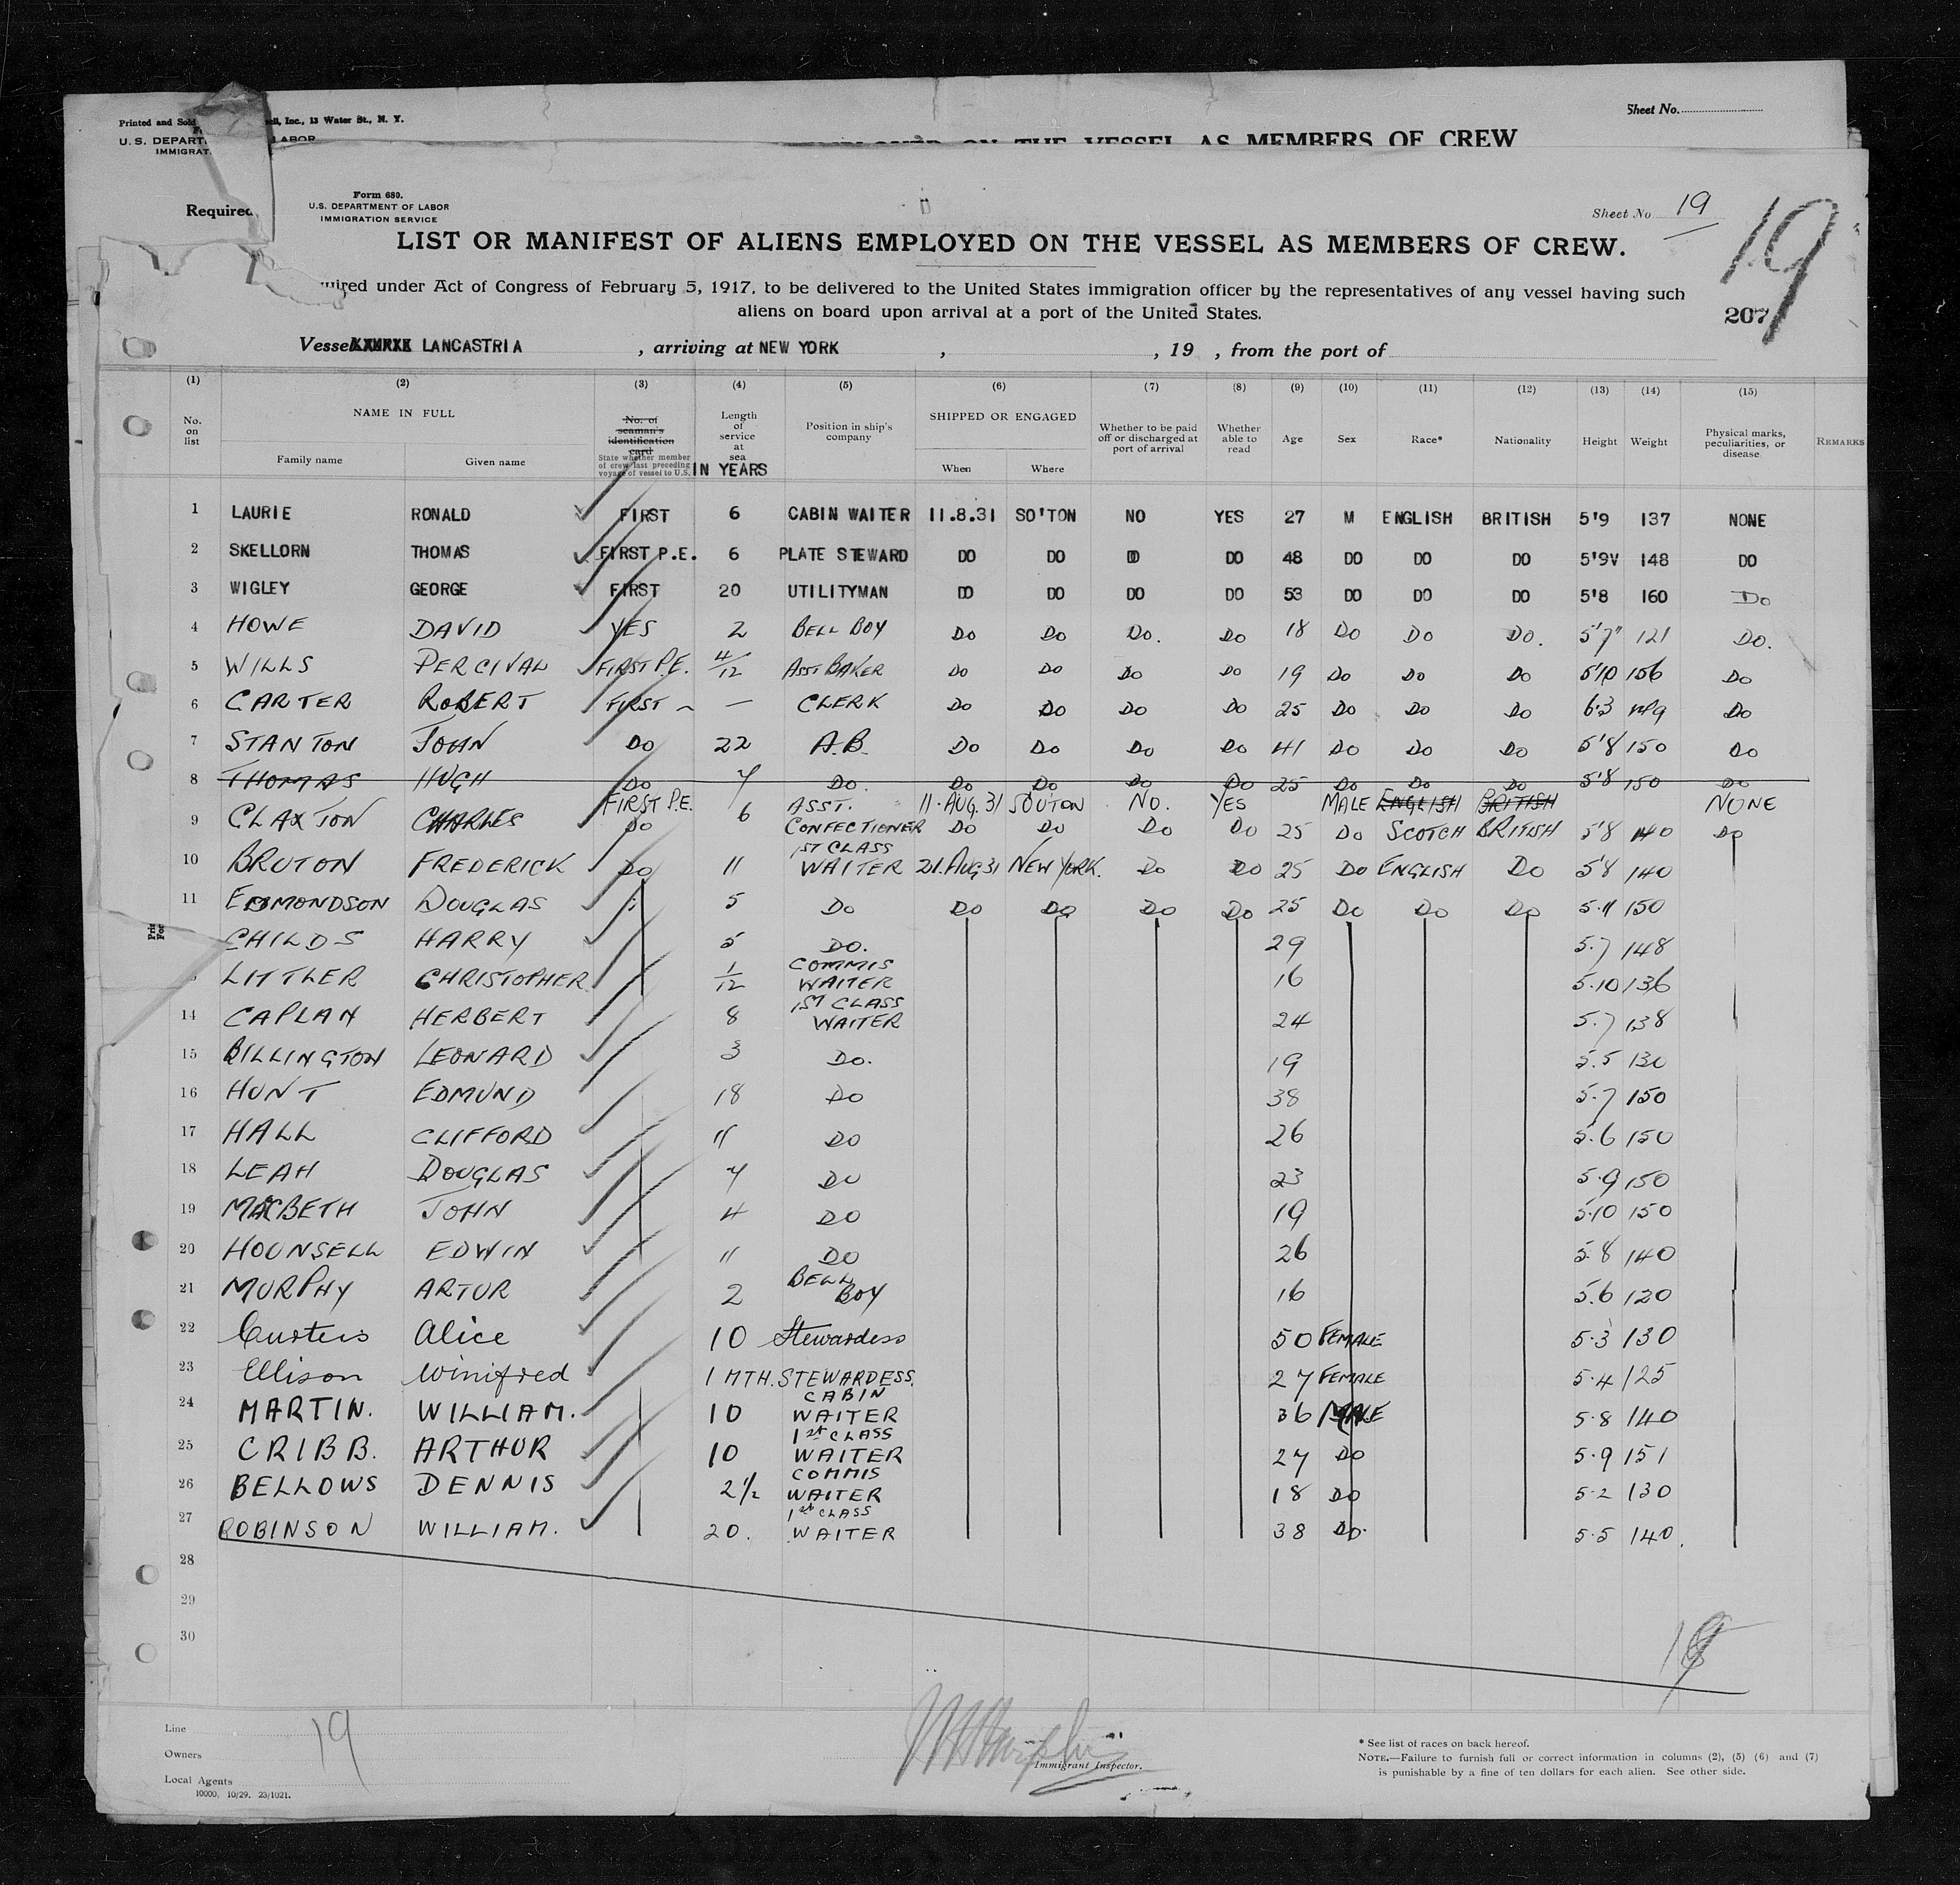 Sheet No.
Printed and Sold ell, Inc., 13 Water St., N. Y.
U. S. DEPART LABOR
IMMIGRAT
ON THE VESSEL AS MEMBERS OF CREW
Required
Form 680.
U.S. DEPARTMENT OF LABOR
IMMIGRATION SERVICE
Sheet No 19
19
LIST OR MANIFEST OF ALIENS EMPLOYED ON THE VESSEL AS MEMBERS OF CREW.
uired under Act of Congress of February 5, 1917, to be delivered to the United States immigration officer by the representatives of any vessel having such
aliens on board upon arrival at a port of the United States.
207
Vessel LANCASTRIA , arriving at NEW YORK , , 19 , from the port of
(1) (2) (3) (4) (5) (6) (7) (8) (9) (10) (11) (12) (13) (14) (15)
No. on list NAME IN FULL Family name Given name No. of seaman's identification card State whether member of crew last preceding voyage of vessel to U.S. Length of service at sea IN YEARS Position in ship's company SHIPPED OR ENGAGED When Where Whether to be paid off or discharged at port of arrival Whether able to read Age Sex Race* Nationality Height Weight Physical marks, peculiarities, or disease REMARKS
1 LAURIE RONALD FIRST 6 CABIN WAITER 11.8.31 SO'TON NO YES 27 M ENGLISH BRITISH 5'9 137 NONE
2 SKELLORN THOMAS FIRST P.E. 6 PLATE STEWARD DO DO D DO 48 DO DO DO 5'9V 148 DO
3 WIGLEY GEORGE FIRST 20 UTILITYMAN DO DO DO DO 53 DO DO DO 5'8 160 DO
4 HOWE DAVID YES 2 BELL BOY DO DO DO. DO 18 DO DO DO. 5'7" 121 DO.
5 WILLS PERCIVAL FIRST P.E. 4/12 ASST BAKER DO DO DO DO 19 DO DO DO 5'10 156 DO
6 CARTER ROBERT FIRST — CLERK DO DO DO DO 25 DO DO DO 6.3 DO
7 STANTON JOHN DO 22 A.B. DO DO DO DO 41 DO DO DO 5'8 150 DO
8 THOMAS HUGH DO 7 DO. DO DO DO DO 25 DO DO DO 5'8 150 DO
FIRST P.E. ASST. 11.AUG.31 SOUTON NO. YES MALE ENGLISH BRITISH NONE
9 CLAXTON CHARLES DO 6 CONFECTIONER DO DO DO DO 25 DO SCOTCH BRITISH 5'8 140 DO
1ST CLASS
10 BRUTON FREDERICK DO 11 WAITER 21.AUG31 NEW YORK. DO DO 25 DO ENGLISH DO 5'8 140
11 EDMONDSON DOUGLAS 5 DO DO DO DO DO 25 DO DO DO 5.11 150
CHILDS HARRY 5 DO. 29 5.7 148
COMMIS
LITTLER CHRISTOPHER 1/12 WAITER 16 5.10 136
1ST CLASS
14 CAPLAN HERBERT 8 WAITER 24 5.7 138
15 BILLINGTON LEONARD 3 DO. 19 5.5 130
16 HUNT EDMUND 18 DO 38 5.7 150
17 HALL CLIFFORD 11 DO 26 5.6 150
18 LEAH DOUGLAS 7 DO 23 5.9 150
19 MACBETH JOHN 4 DO 19 5.10 150
20 HOUNSELL EDWIN 11 DO 26 5.8 140
BELL
21 MURPHY ARTUR 2 BOY 16 5.6 120
22 Alice 10 Stewardess 50 FEMALE 5.3 130
23 Ellison Winifred 1 MTH. STEWARDESS. 27 FEMALE 5.4 125
CABIN
24 MARTIN. WILLIAM. 10 WAITER 36 MALE 5.8 140
1st CLASS
25 CRIBB. ARTHUR 10 WAITER 27 DO 5.9 151
COMMIS
26 BELLOWS DENNIS 2 1/2 WAITER 18 DO 5.2 130
1st CLASS
27 ROBINSON WILLIAM. 20. WAITER 38 DO. 5.5 140.
28
29
30
Line
19
Owners
Local Agents
10000, 10/29. 23/1021.
Immigrant Inspector.
* See list of races on back hereof.
NOTE.—Failure to furnish full or correct information in columns (2), (5) (6) and (7)
is punishable by a fine of ten dollars for each alien. See other side.